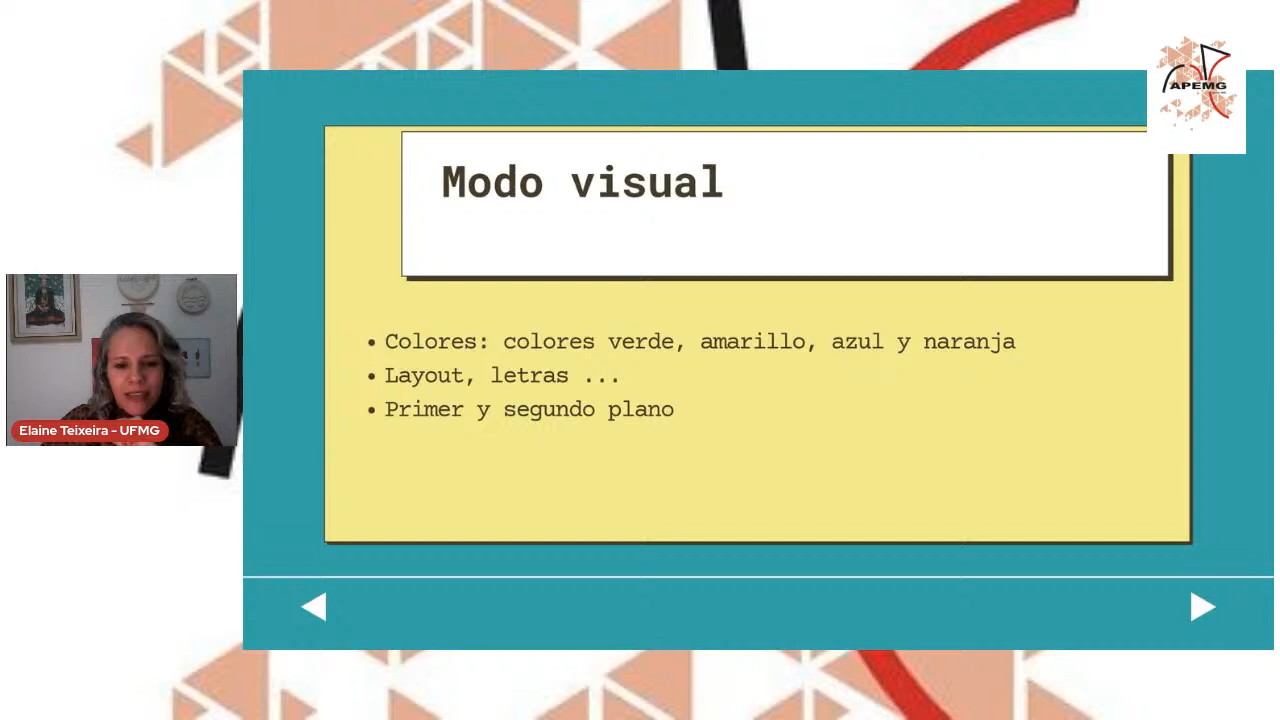 APEMG
Modo visual
• Colores: colores verde, amarillo, azul y naranja
• Layout, letras ...
• Primer y segundo plano
Elaine Teixeira - UFMG